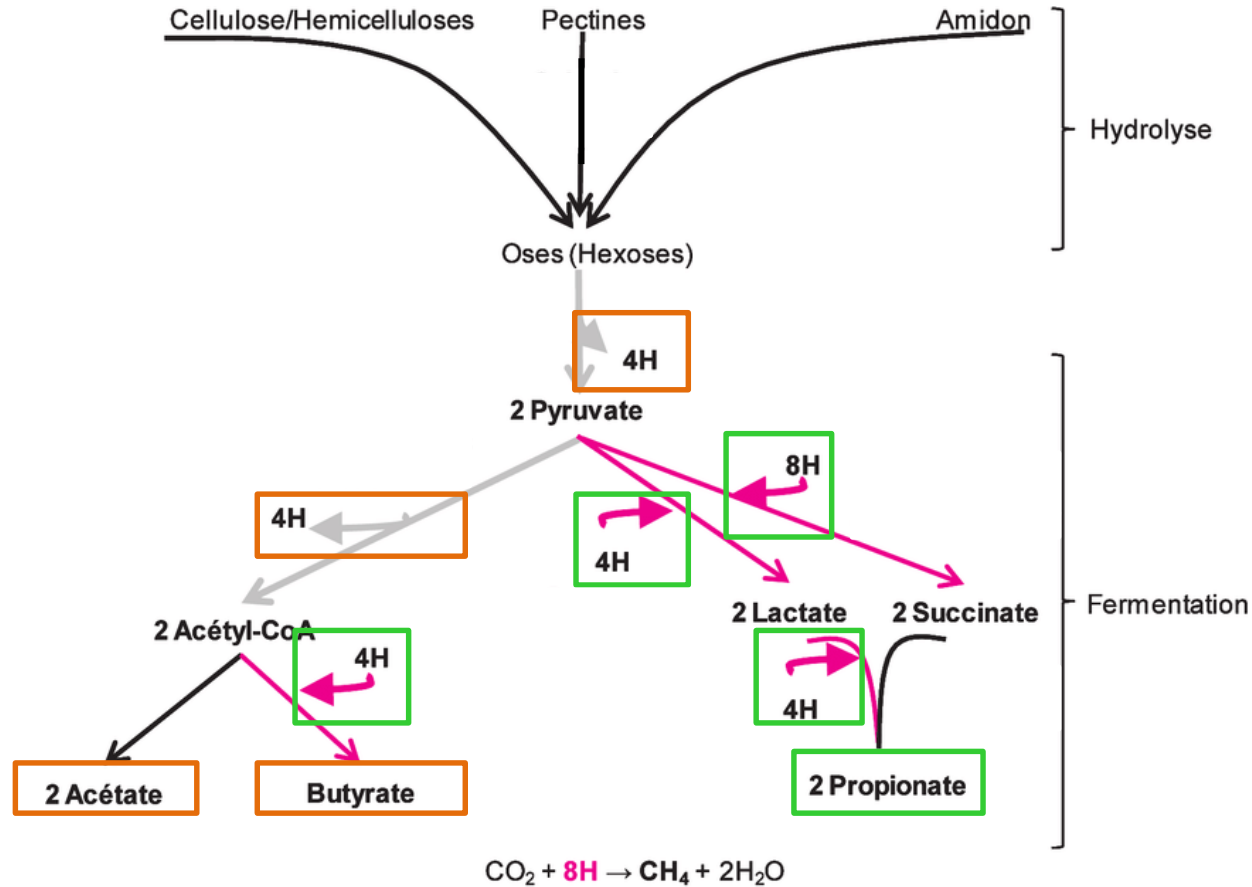 Cellulose/Hemicelluloses
Pectines
Amidon
Hydrolyse
Oses (Hexoses)
4H
2 Pyruvate
8H
4H
4H
2 Lactate
2 Succinate
Fermentation
2 Acétyl-CoA
4H
4H
2 Acétate
Butyrate
2 Propionate
CO₂ + 8H → CH₄ + 2H₂O